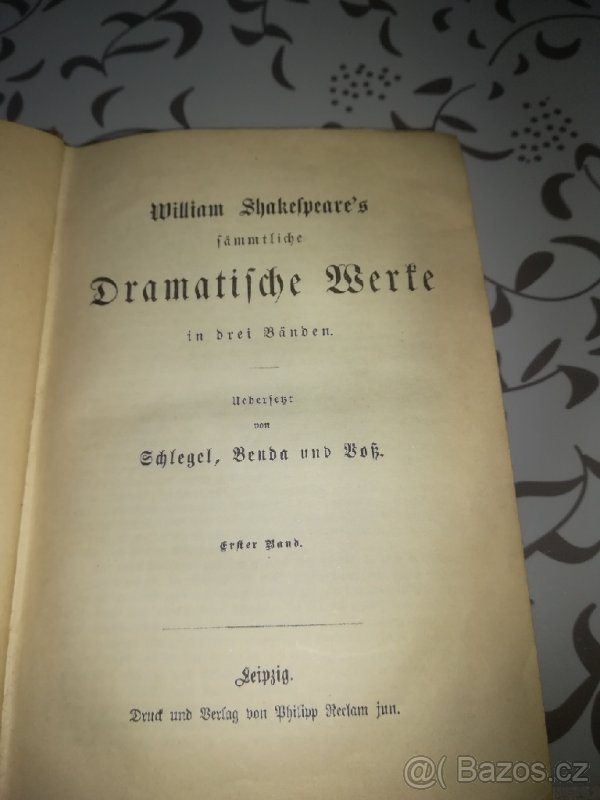 William Shakespeare's
sämmtliche
Dramatische Werke
in drei Bänden.
Uebersetzt
von
Schlegel, Benda und Voß.
Erster Band.
Leipzig.
Druck und Verlag von Philipp Reclam jun.
@( Bazos.cz